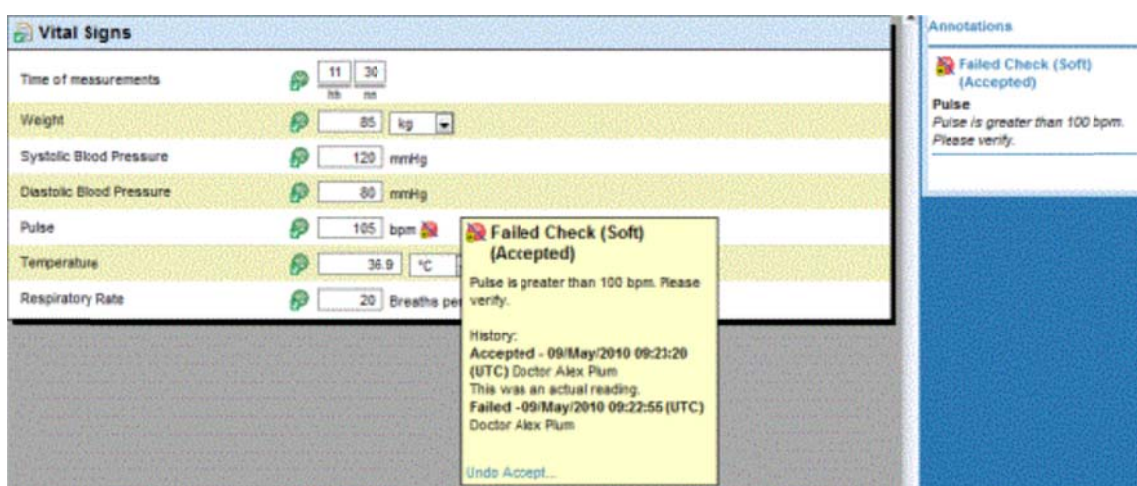 Vital Signs
Time of measurements 11 30
hh nn
Weight 85 kg
Systolic Blood Pressure 120 mmHg
Diastolic Blood Pressure 80 mmHg
Pulse 105 bpm
Temperature 36.9 °C
Respiratory Rate 20 Breaths per
Failed Check (Soft)
(Accepted)
Pulse is greater than 100 bpm. Please
verify.
History:
Accepted - 09/May/2010 09:23:20
(UTC) Doctor Alex Plum
This was an actual reading.
Failed -09/May/2010 09:22:55 (UTC)
Doctor Alex Plum
Undo Accept...
Annotations
Failed Check (Soft)
(Accepted)
Pulse
Pulse is greater than 100 bpm.
Please verify.